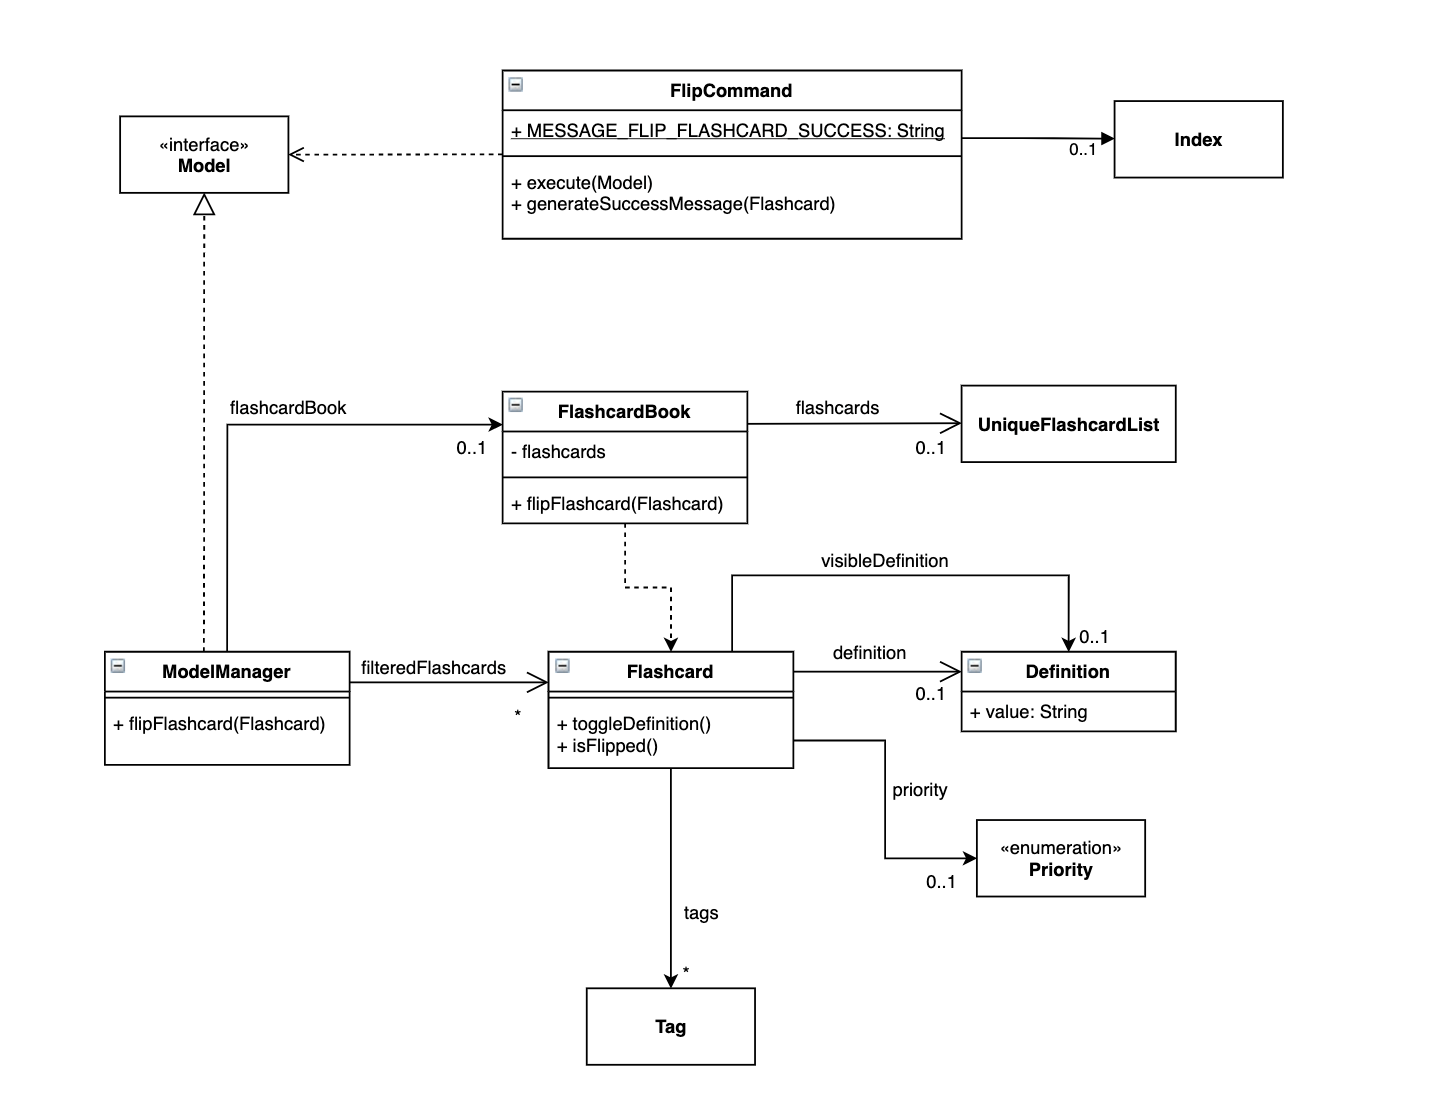 FlipCommand
+ MESSAGE_FLIP_FLASHCARD_SUCCESS: String
+ execute(Model)
+ generateSuccessMessage(Flashcard)
«interface»
Model
0..1
Index
flashcardBook
0..1
FlashcardBook
- flashcards
+ flipFlashcard(Flashcard)
flashcards
0..1
UniqueFlashcardList
visibleDefinition
0..1
ModelManager
+ flipFlashcard(Flashcard)
filteredFlashcards
*
Flashcard
+ toggleDefinition()
+ isFlipped()
definition
0..1
Definition
+ value: String
priority
0..1
«enumeration»
Priority
tags
*
Tag